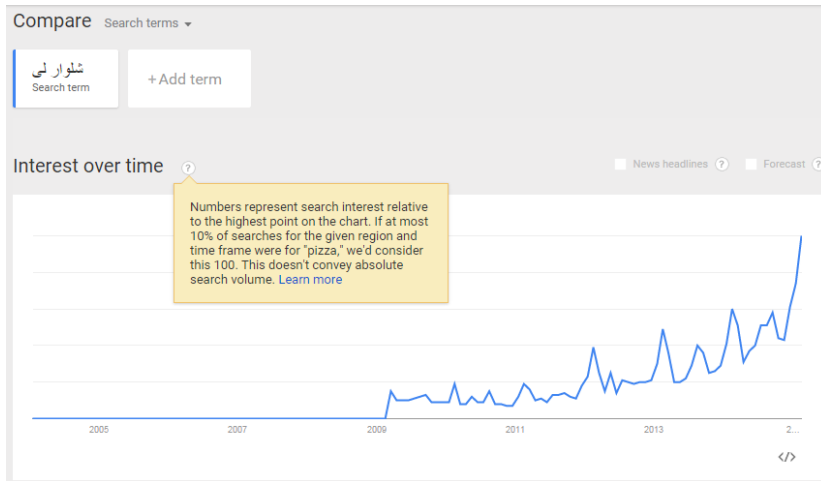 Compare Search terms
شلوار لی
Search term
+Add term
Interest over time ?
News headlines ? Forecast ?
Numbers represent search interest relative
to the highest point on the chart. If at most
10% of searches for the given region and
time frame were for "pizza," we'd consider
this 100. This doesn't convey absolute
search volume. Learn more
2005 2007 2009 2011 2013 2...
</>